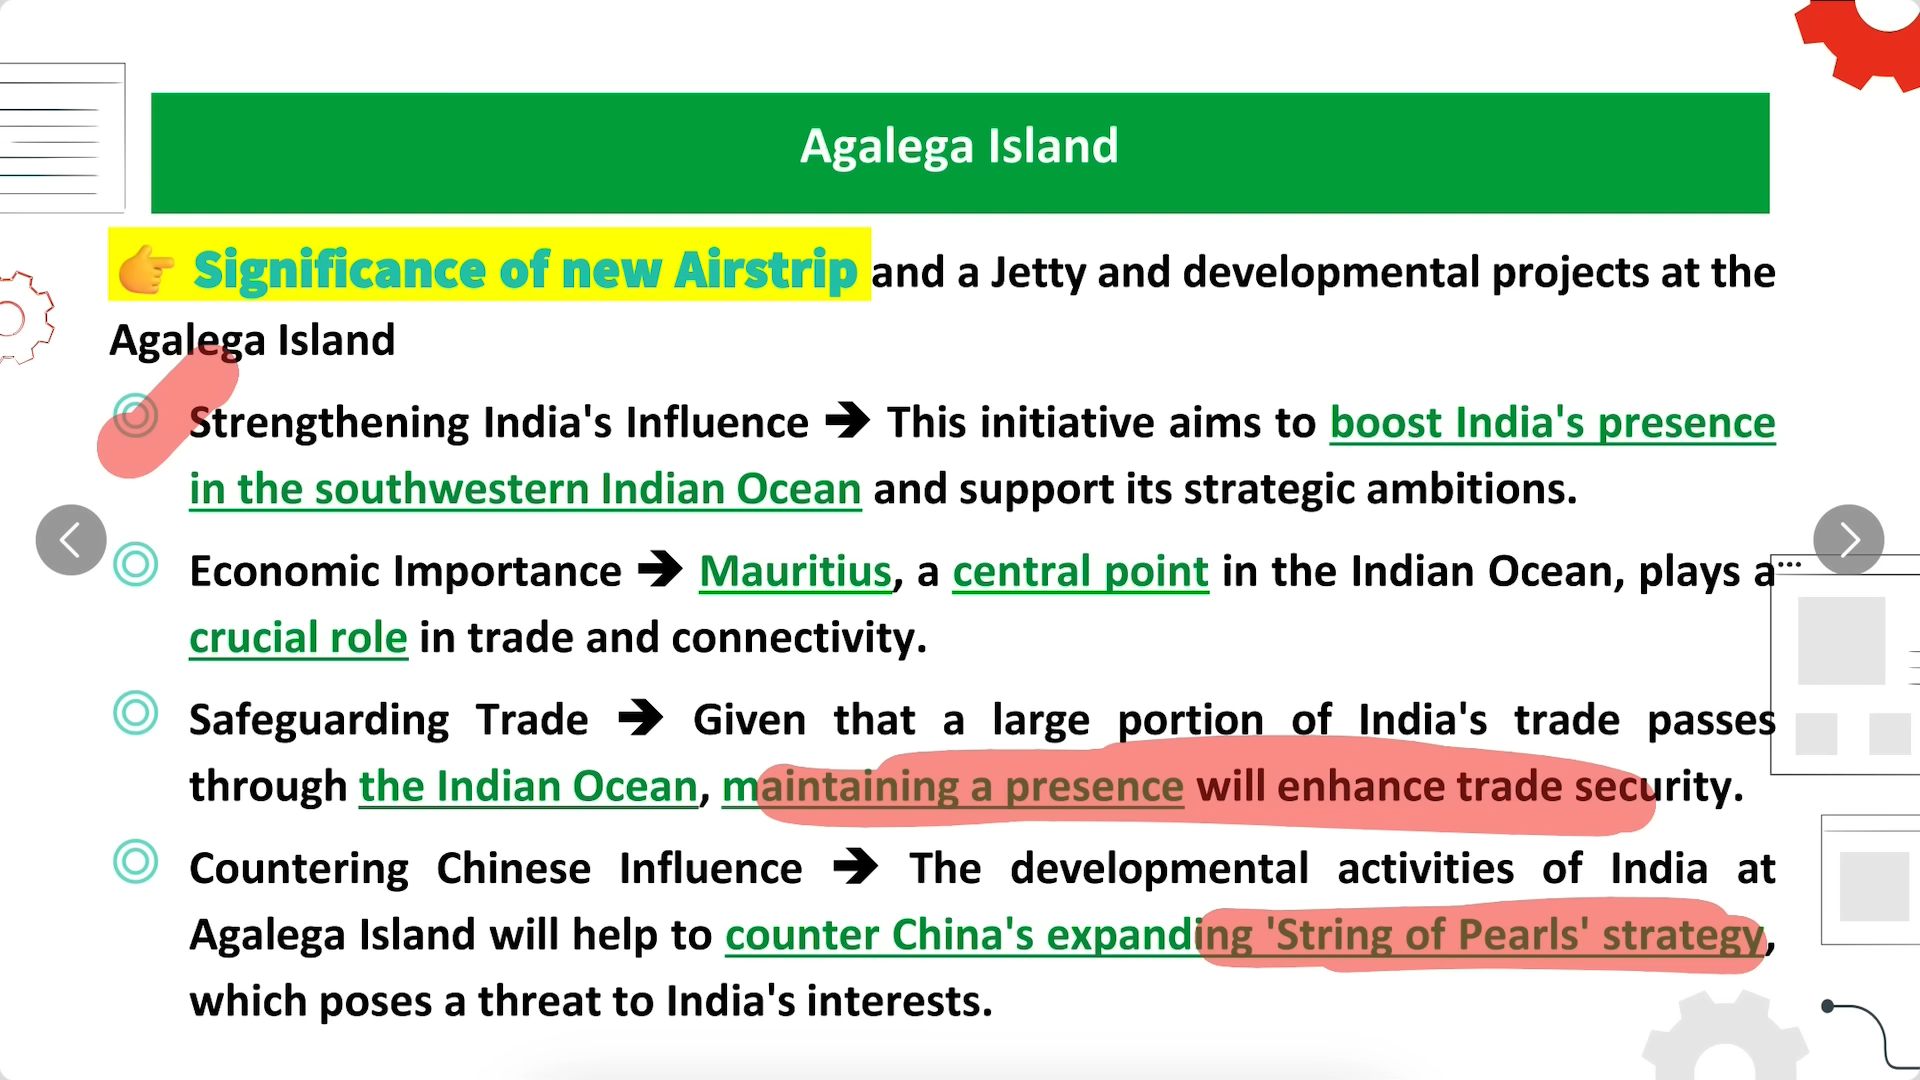 Agalega Island
👉 Significance of new Airstrip and a Jetty and developmental projects at the
Agalega Island
Strengthening India's Influence ➔ This initiative aims to boost India's presence
in the southwestern Indian Ocean and support its strategic ambitions.
Economic Importance ➔ Mauritius, a central point in the Indian Ocean, plays a
crucial role in trade and connectivity.
Safeguarding Trade ➔ Given that a large portion of India's trade passes
through the Indian Ocean, maintaining a presence will enhance trade security.
Countering Chinese Influence ➔ The developmental activities of India at
Agalega Island will help to counter China's expanding 'String of Pearls' strategy,
which poses a threat to India's interests.